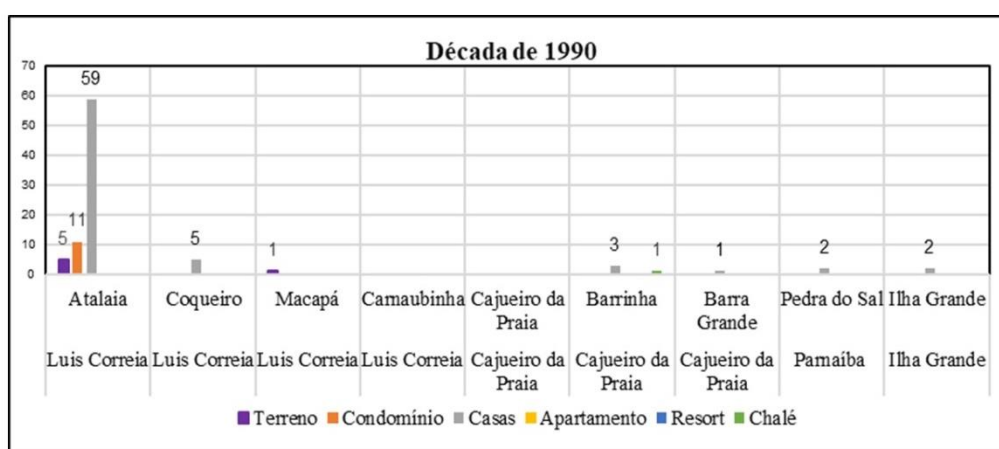 Década de 1990
70
60
50
40
30
20
10
0
5 11 59
5
1
3 1
1
2
2
Atalaia Coqueiro Macapá Carnaubinha Cajueiro da Praia Barrinha Barra Grande Pedra do Sal Ilha Grande
Luis Correia Luis Correia Luis Correia Luis Correia Cajueiro da Praia Cajueiro da Praia Cajueiro da Praia Parnaíba Ilha Grande
Terreno Condomínio Casas Apartamento Resort Chalé